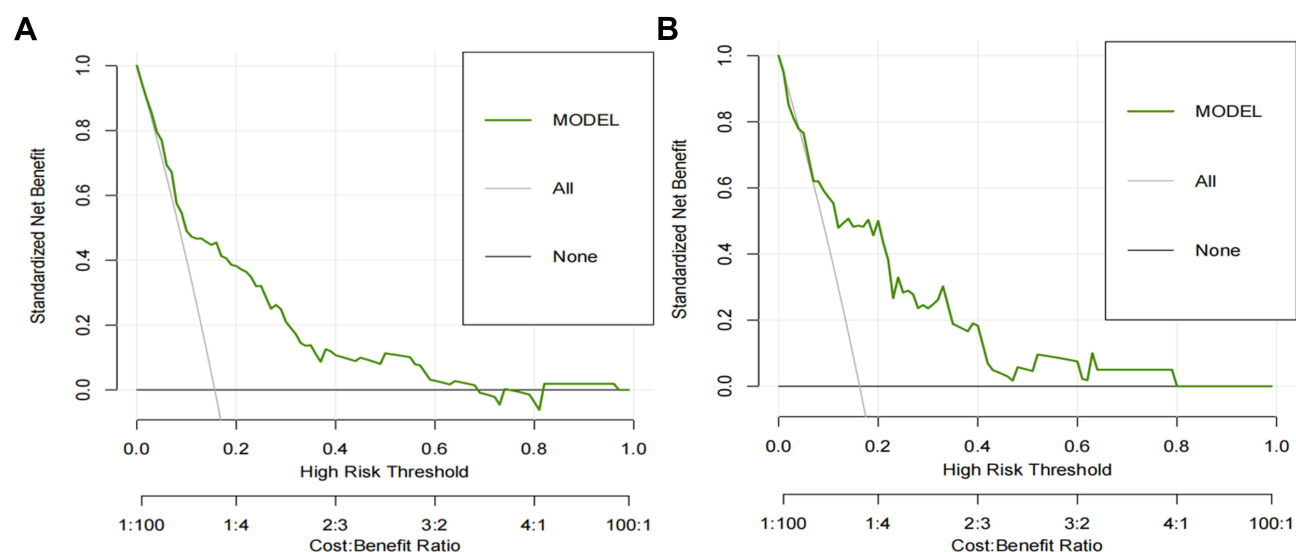 A
Standardized Net Benefit
1.0
0.8
0.6
0.4
0.2
0.0
MODEL
All
None
0.0 0.2 0.4 0.6 0.8 1.0
High Risk Threshold
1:100 1:4 2:3 3:2 4:1 100:1
Cost:Benefit Ratio
B
Standardized Net Benefit
1.0
0.8
0.6
0.4
0.2
0.0
MODEL
All
None
0.0 0.2 0.4 0.6 0.8 1.0
High Risk Threshold
1:100 1:4 2:3 3:2 4:1 100:1
Cost:Benefit Ratio